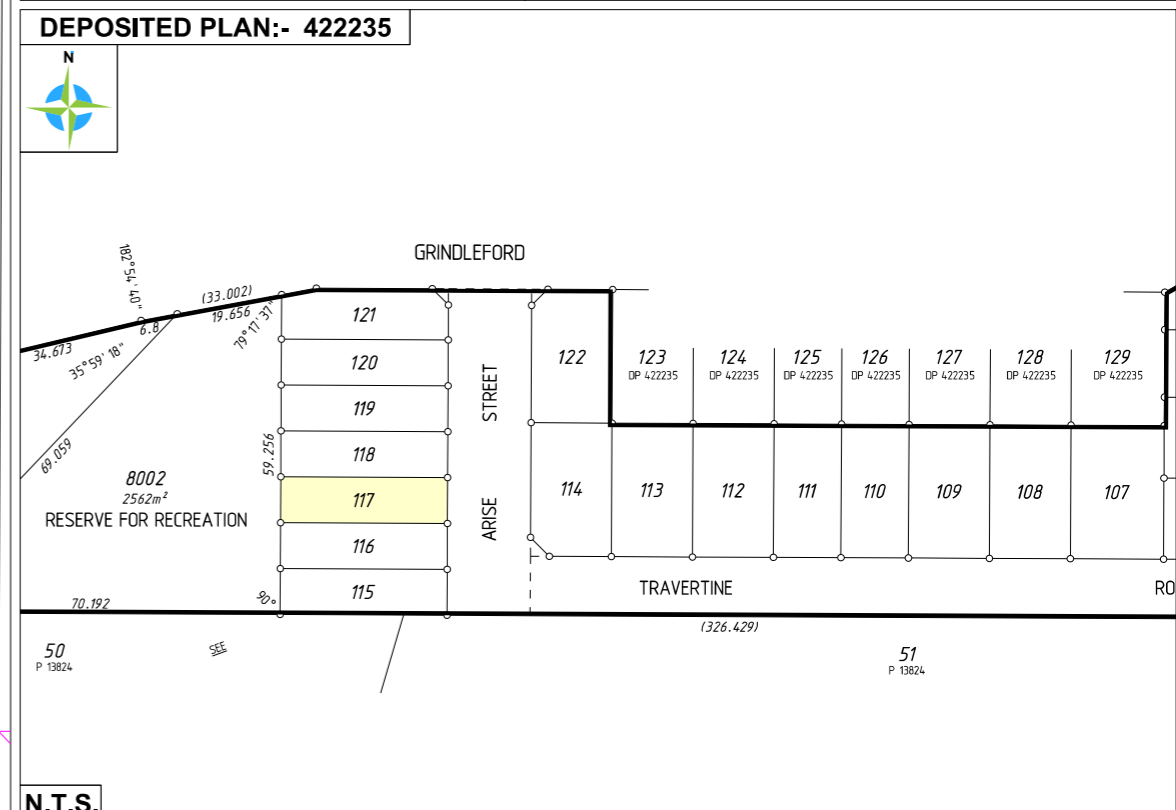 DEPOSITED PLAN:- 422235
N
GRINDLEFORD
182°54'40"
(33.002)
19.656
6.8
79°17'37"
34.673
35°59'18"
69.059
59.256
8002
2562m²
RESERVE FOR RECREATION
70.192
90°
121
120
119
118
117
116
115
STREET
ARISE
122
123
DP 422235
124
DP 422235
125
DP 422235
126
DP 422235
127
DP 422235
128
DP 422235
129
DP 422235
114
113
112
111
110
109
108
107
TRAVERTINE
RO
(326.429)
50
P 13824
SEE
51
P 13824
N.T.S.